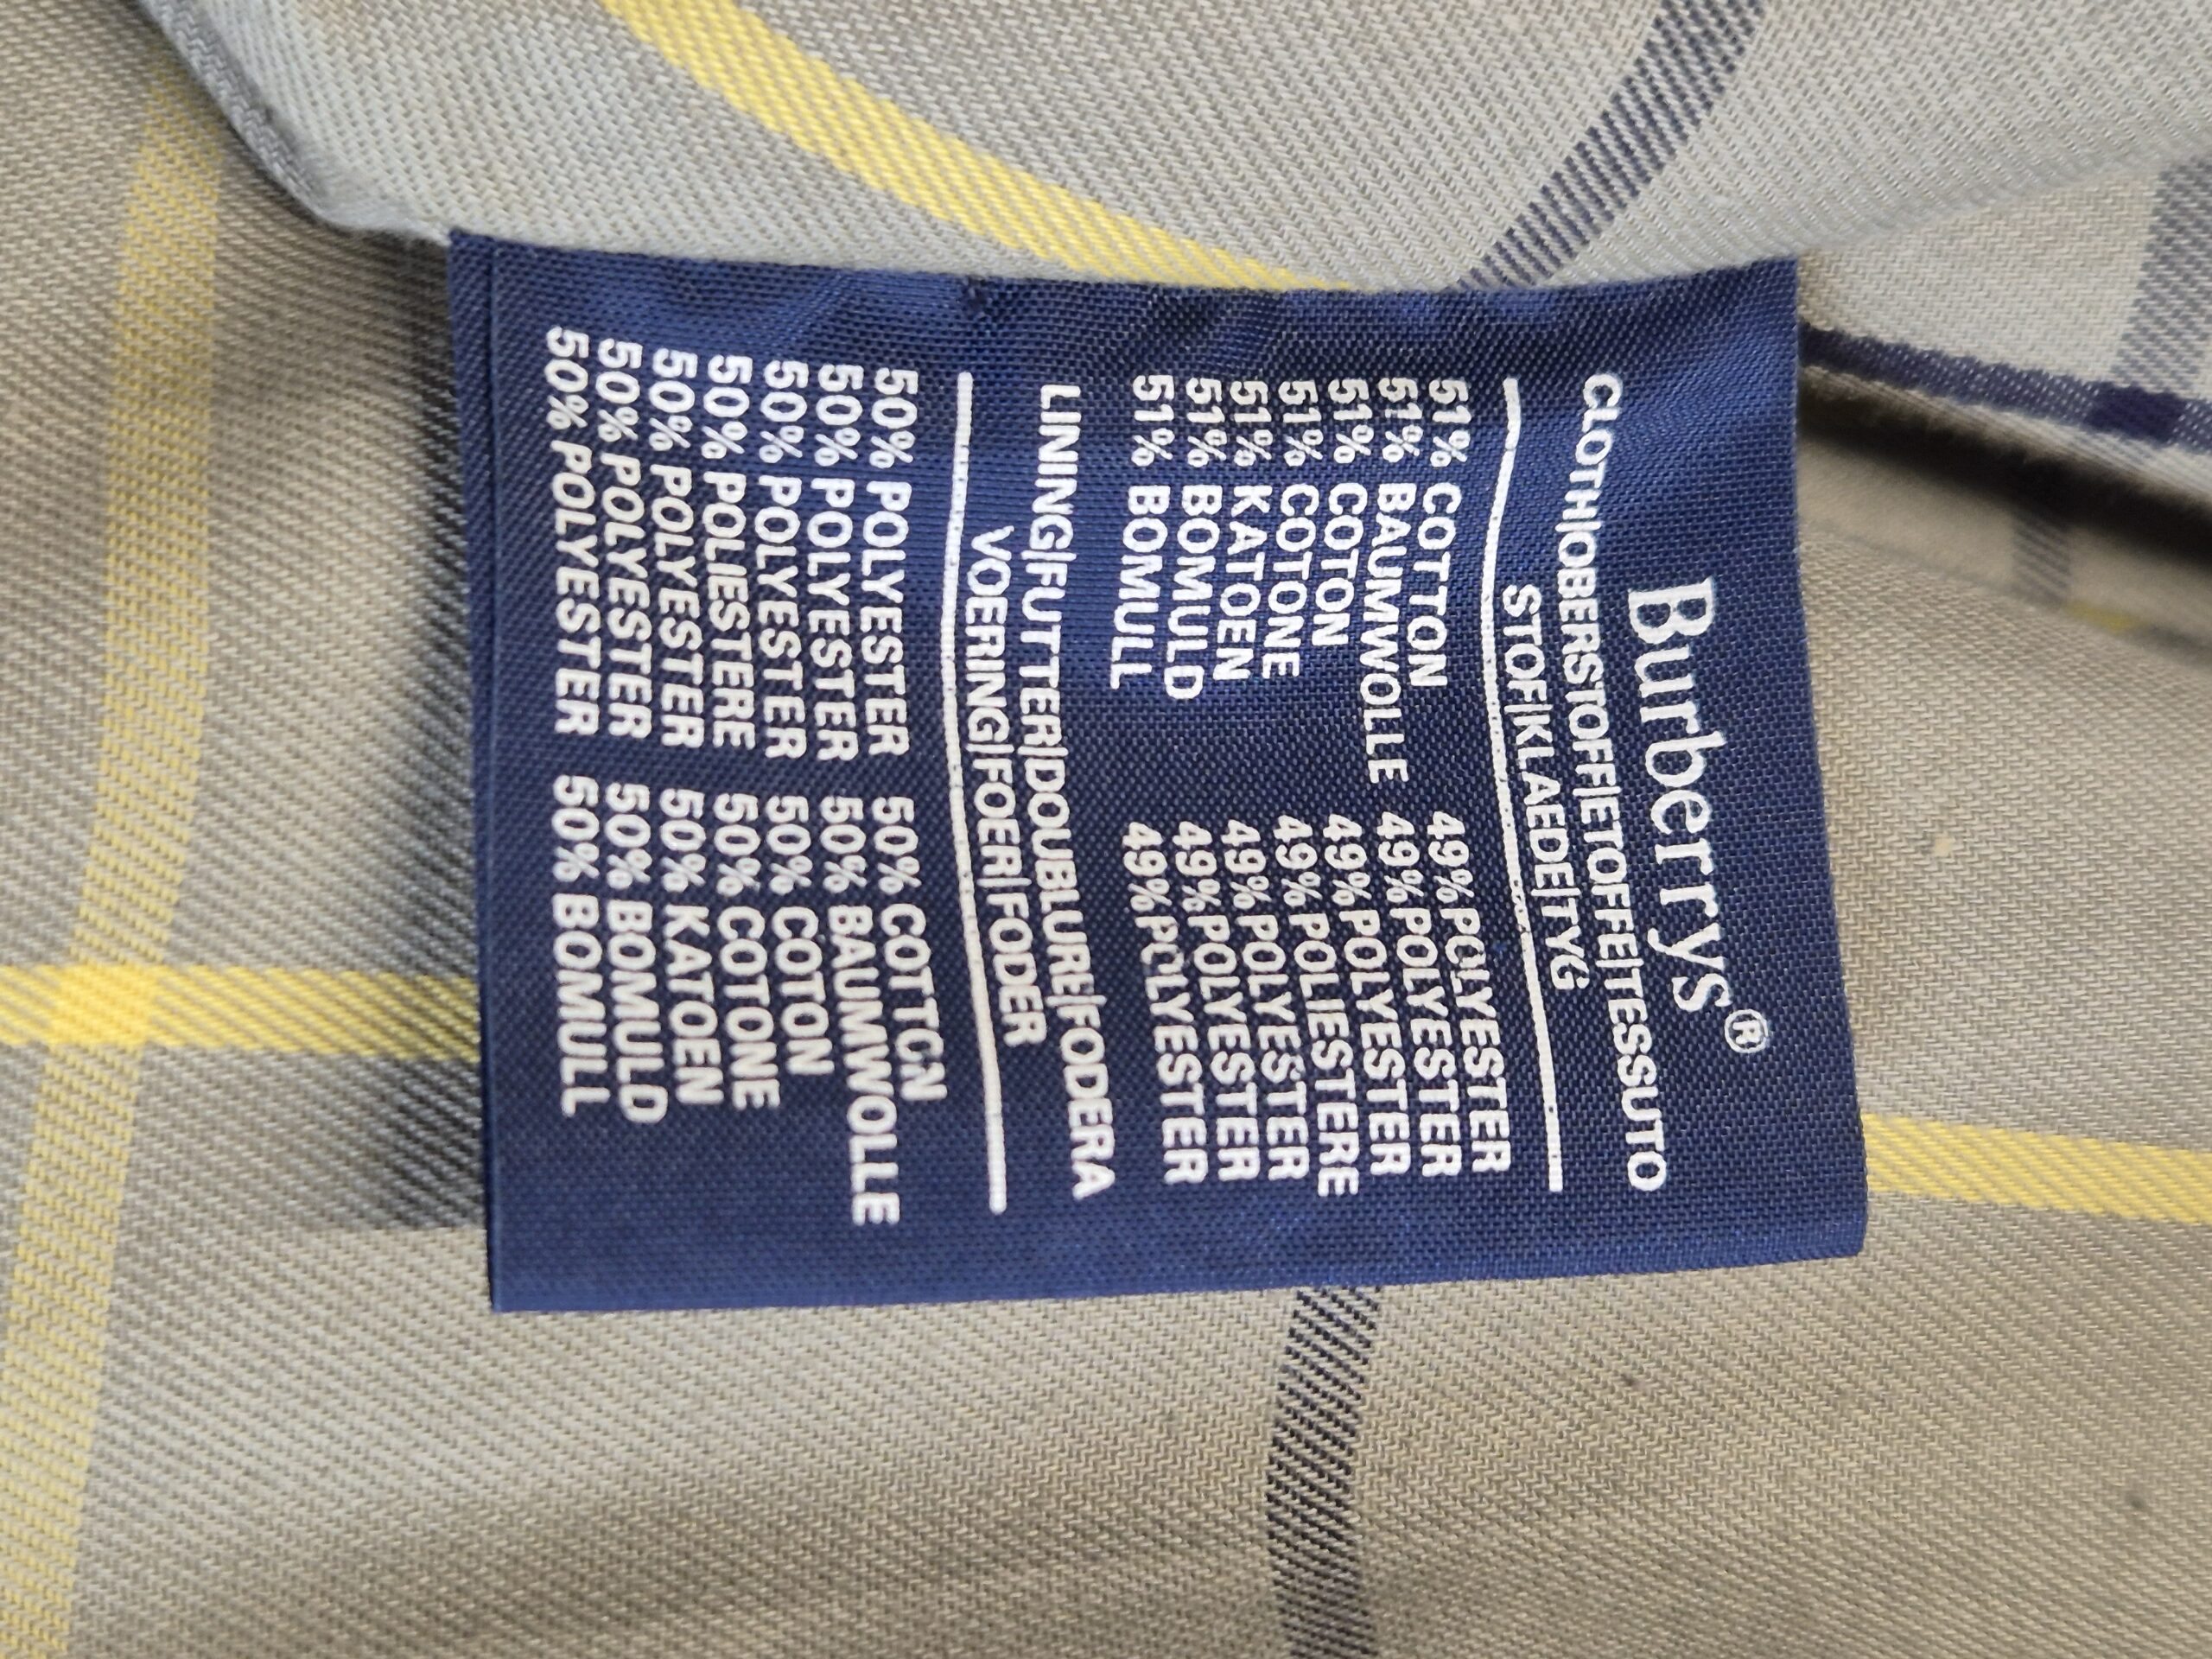 Burberrys®
CLOTH|OBERSTOFF|ETOFFE|TESSUTO
STOF|KLAEDE|TYG
51% COTTON 49% POLYESTER
51% BAUMWOLLE 49% POLYESTER
51% COTON 49% POLYESTER
51% COTONE 49% POLIESTERE
51% KATOEN 49% POLYESTER
51% BOMULD 49% POLYESTER
51% BOMULL 49% POLYESTER
LINING|FUTTER|DOUBLURE|FODERA
VOERING|FOER|FODER
50% POLYESTER 50% COTTON
50% POLYESTER 50% BAUMWOLLE
50% POLYESTER 50% COTON
50% POLIESTERE 50% COTONE
50% POLYESTER 50% KATOEN
50% POLYESTER 50% BOMULD
50% POLYESTER 50% BOMULL